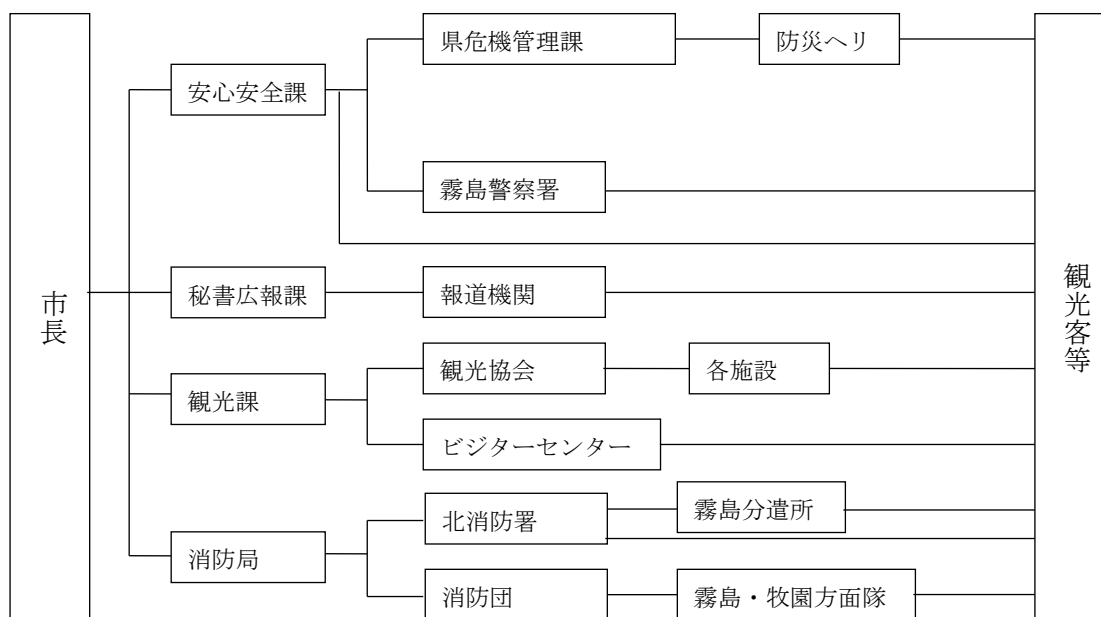 市長
安心安全課
県危機管理課
防災ヘリ
霧島警察署
秘書広報課
報道機関
観光課
観光協会
各施設
ビジターセンター
消防局
北消防署
霧島分遣所
消防団
霧島・牧園方面隊
観光客等